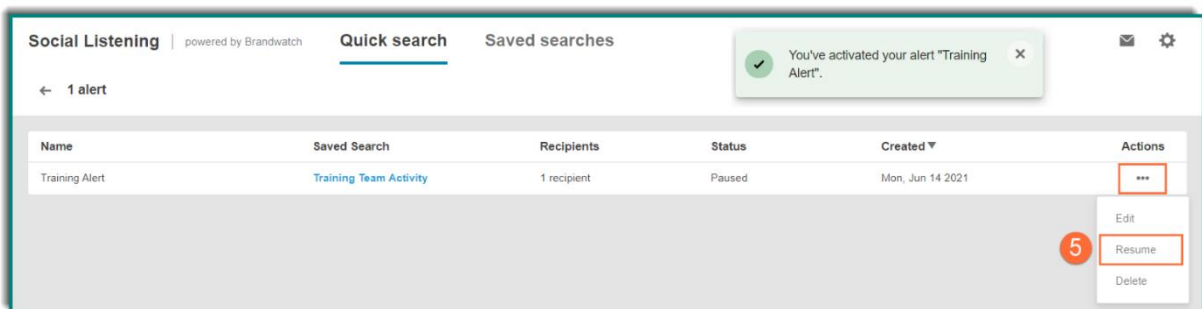 Social Listening | powered by Brandwatch Quick search Saved searches
You've activated your alert "Training
Alert".
← 1 alert
Name Saved Search Recipients Status Created▼ Actions
Training Alert Training Team Activity 1 recipient Paused Mon, Jun 14 2021 •••
Edit
5 Resume
Delete